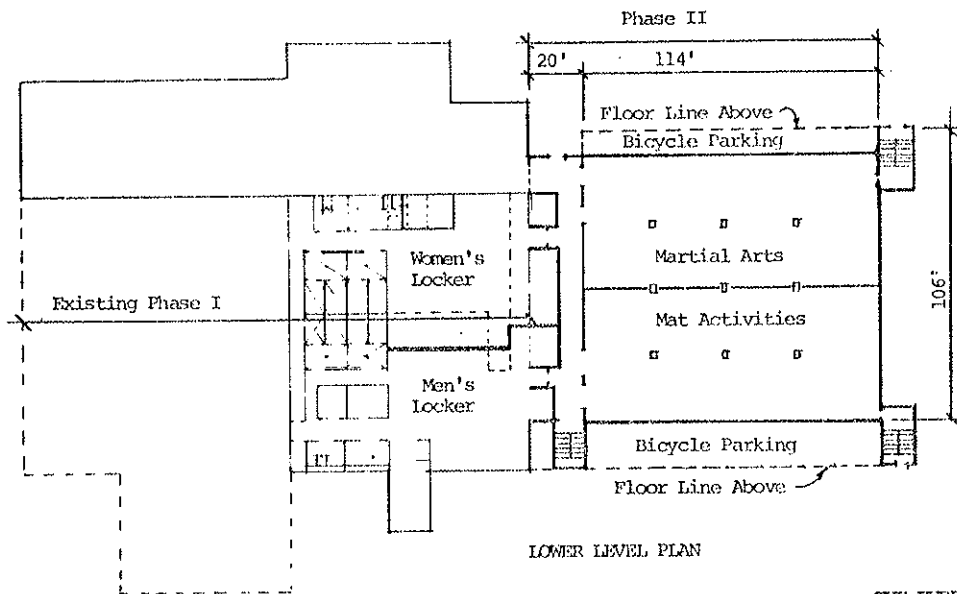 Phase II
20' 114'
Floor Line Above
Bicycle Parking
Women's
Locker
Martial Arts
Existing Phase I
Mat Activities
106'
Men's
Locker
Bicycle Parking
Floor Line Above
LOWER LEVEL PLAN